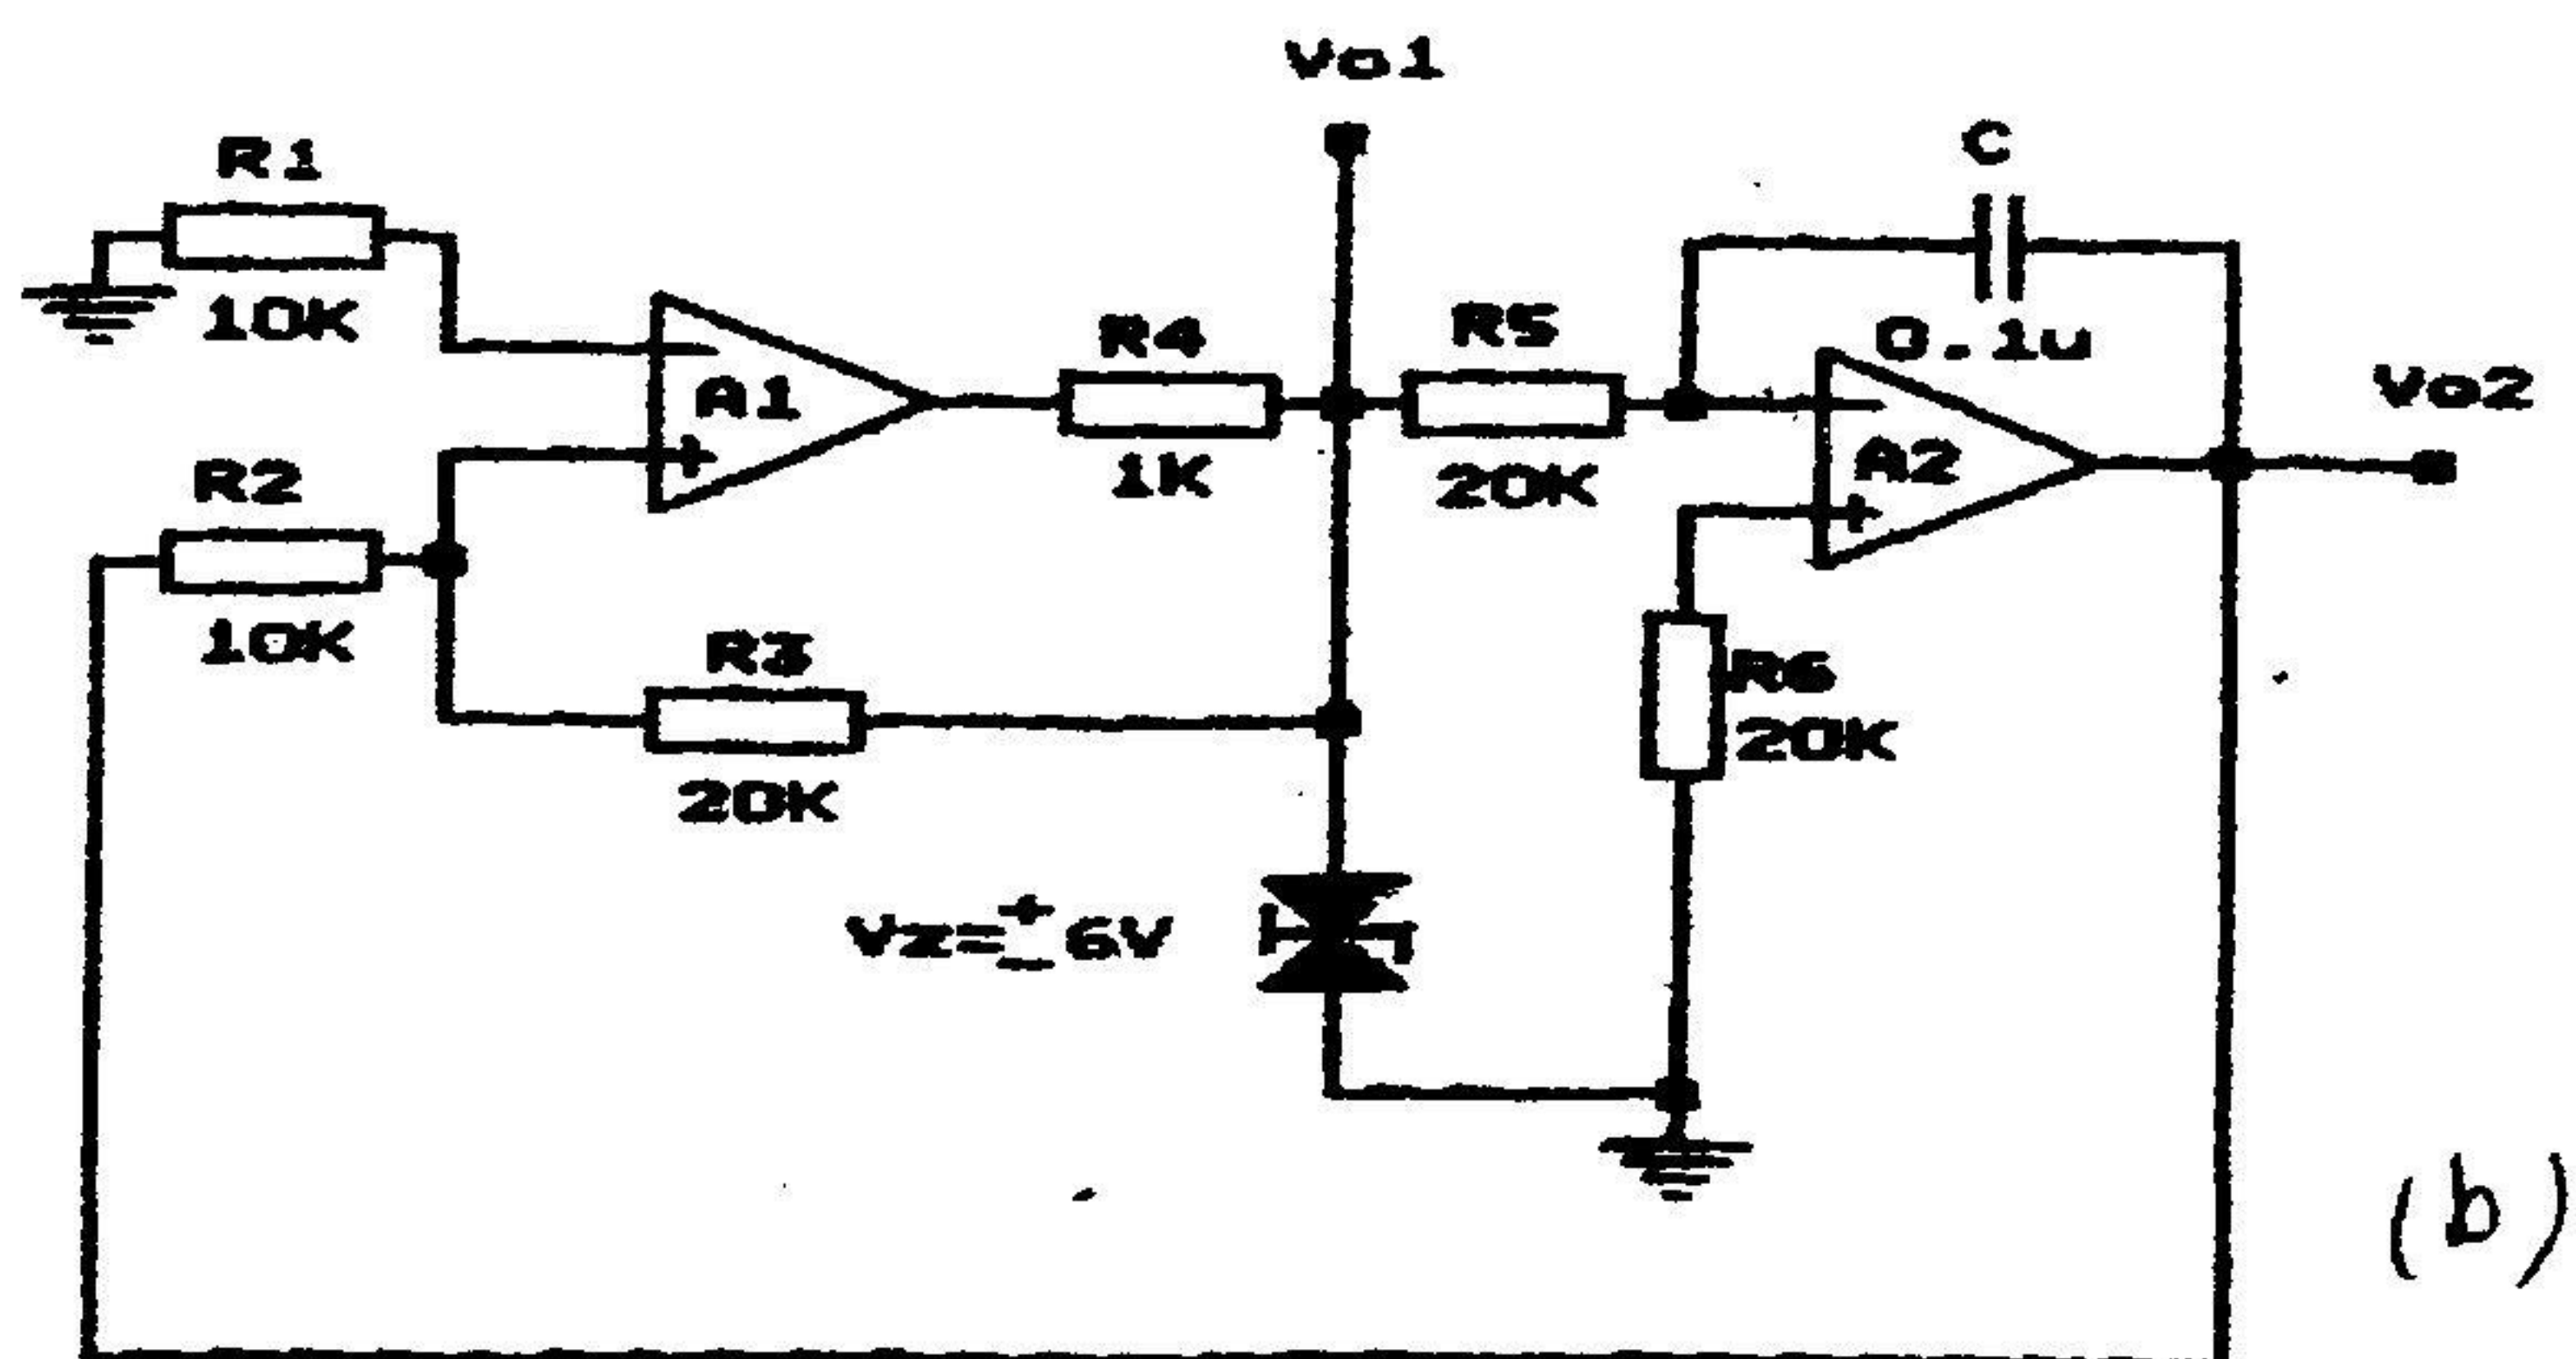 Vo1
R1
10K
C
0.1u
R4
1K
R5
20K
Vo2
A1
-
+
A2
-
+
R2
10K
R3
20K
R6
20K
Vz=±6V
(b)